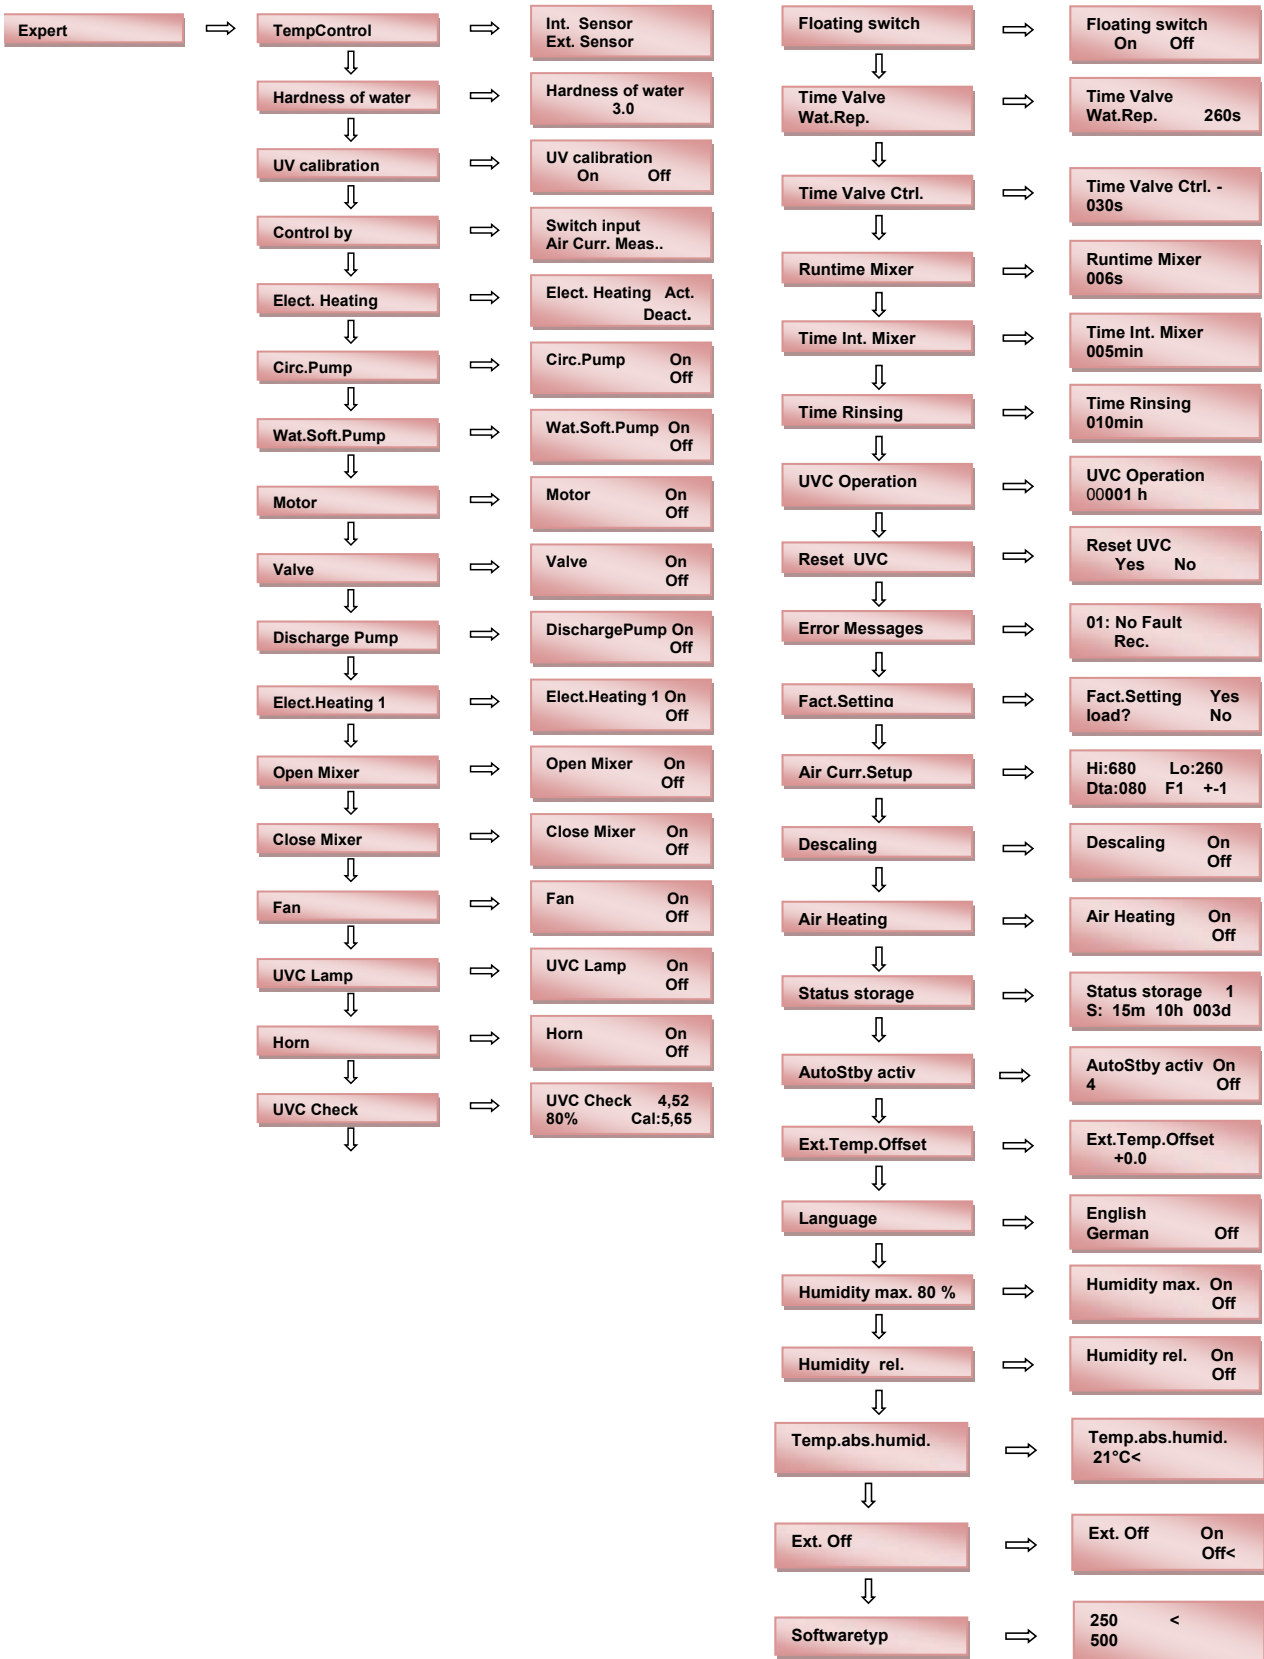 Expert
TempControl
Int. Sensor
Ext. Sensor
Hardness of water
Hardness of water
3.0
UV calibration
UV calibration
On Off
Control by
Switch input
Air Curr. Meas..
Elect. Heating
Elect. Heating Act.
Deact.
Circ.Pump
Circ.Pump On
Off
Wat.Soft.Pump
Wat.Soft.Pump On
Off
Motor
Motor On
Off
Valve
Valve On
Off
Discharge Pump
DischargePump On
Off
Elect.Heating 1
Elect.Heating 1 On
Off
Open Mixer
Open Mixer On
Off
Close Mixer
Close Mixer On
Off
Fan
Fan On
Off
UVC Lamp
UVC Lamp On
Off
Horn
Horn On
Off
UVC Check
UVC Check 4,52
80% Cal:5,65
Floating switch
Floating switch
On Off
Time Valve
Wat.Rep.
Time Valve
Wat.Rep. 260s
Time Valve Ctrl.
Time Valve Ctrl. -
030s
Runtime Mixer
Runtime Mixer
006s
Time Int. Mixer
Time Int. Mixer
005min
Time Rinsing
Time Rinsing
010min
UVC Operation
UVC Operation
00001 h
Reset UVC
Reset UVC
Yes No
Error Messages
01: No Fault
Rec.
Fact.Setting
Fact.Setting Yes
load? No
Air Curr.Setup
Hi:680 Lo:260
Dta:080 F1 +-1
Descaling
Descaling On
Off
Air Heating
Air Heating On
Off
Status storage
Status storage 1
S: 15m 10h 003d
AutoStby activ
AutoStby activ On
4 Off
Ext.Temp.Offset
Ext.Temp.Offset
+0.0
Language
English
German Off
Humidity max. 80 %
Humidity max. On
Off
Humidity rel.
Humidity rel. On
Off
Temp.abs.humid.
Temp.abs.humid.
21°C<
Ext. Off
Ext. Off On
Off<
Softwaretyp
250 <
500